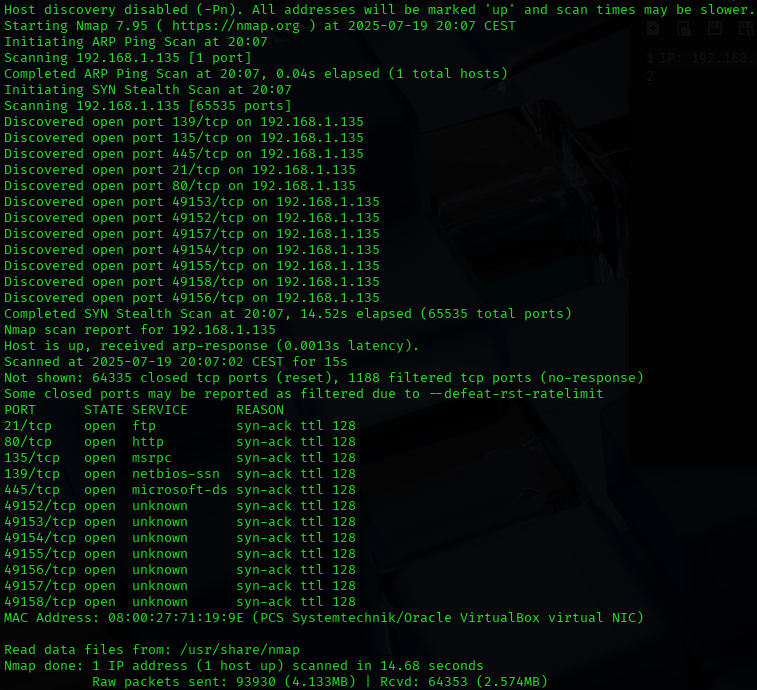 Host discovery disabled (-Pn). All addresses will be marked 'up' and scan times may be slower.
Starting Nmap 7.95 ( https://nmap.org ) at 2025-07-19 20:07 CEST
Initiating ARP Ping Scan at 20:07
Scanning 192.168.1.135 [1 port]
Completed ARP Ping Scan at 20:07, 0.04s elapsed (1 total hosts)
Initiating SYN Stealth Scan at 20:07
Scanning 192.168.1.135 [65535 ports]
Discovered open port 139/tcp on 192.168.1.135
Discovered open port 135/tcp on 192.168.1.135
Discovered open port 445/tcp on 192.168.1.135
Discovered open port 21/tcp on 192.168.1.135
Discovered open port 80/tcp on 192.168.1.135
Discovered open port 49153/tcp on 192.168.1.135
Discovered open port 49152/tcp on 192.168.1.135
Discovered open port 49157/tcp on 192.168.1.135
Discovered open port 49154/tcp on 192.168.1.135
Discovered open port 49155/tcp on 192.168.1.135
Discovered open port 49158/tcp on 192.168.1.135
Discovered open port 49156/tcp on 192.168.1.135
Completed SYN Stealth Scan at 20:07, 14.52s elapsed (65535 total ports)
Nmap scan report for 192.168.1.135
Host is up, received arp-response (0.0013s latency).
Scanned at 2025-07-19 20:07:02 CEST for 15s
Not shown: 64335 closed tcp ports (reset), 1188 filtered tcp ports (no-response)
Some closed ports may be reported as filtered due to --defeat-rst-ratelimit
PORT      STATE SERVICE      REASON
21/tcp    open  ftp          syn-ack ttl 128
80/tcp    open  http         syn-ack ttl 128
135/tcp   open  msrpc        syn-ack ttl 128
139/tcp   open  netbios-ssn  syn-ack ttl 128
445/tcp   open  microsoft-ds syn-ack ttl 128
49152/tcp open  unknown      syn-ack ttl 128
49153/tcp open  unknown      syn-ack ttl 128
49154/tcp open  unknown      syn-ack ttl 128
49155/tcp open  unknown      syn-ack ttl 128
49156/tcp open  unknown      syn-ack ttl 128
49157/tcp open  unknown      syn-ack ttl 128
49158/tcp open  unknown      syn-ack ttl 128
MAC Address: 08:00:27:71:19:9E (PCS Systemtechnik/Oracle VirtualBox virtual NIC)
Read data files from: /usr/share/nmap
Nmap done: 1 IP address (1 host up) scanned in 14.68 seconds
Raw packets sent: 93930 (4.133MB) | Rcvd: 64353 (2.574MB)
1 IP: 192.168.
2